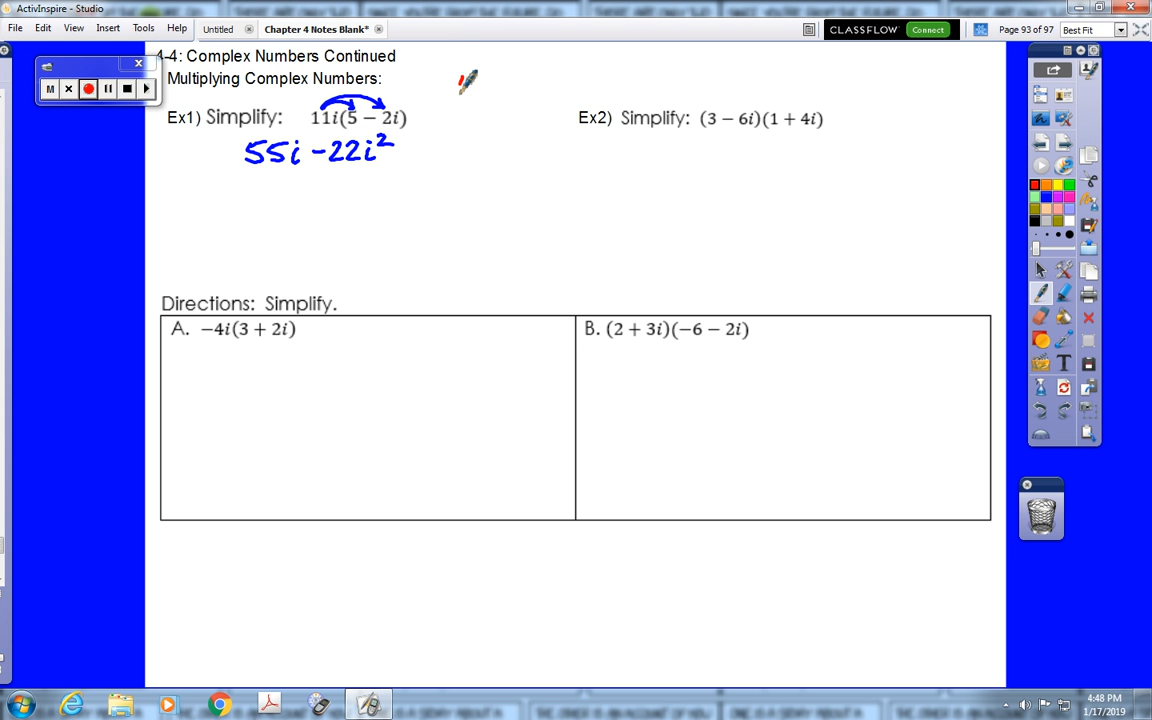 ActivInspire - Studio
File Edit View Insert Tools Help Untitled Chapter 4 Notes Blank* CLASSFLOW Connect Page 93 of 97 Best Fit
4-4: Complex Numbers Continued
Multiplying Complex Numbers:
M
Ex1) Simplify: 11i(5 − 2i) Ex2) Simplify: (3 − 6i)(1 + 4i)
55i -22i²
Directions: Simplify.
A. −4i(3 + 2i) B. (2 + 3i)(−6 − 2i)
4:48 PM
1/17/2019